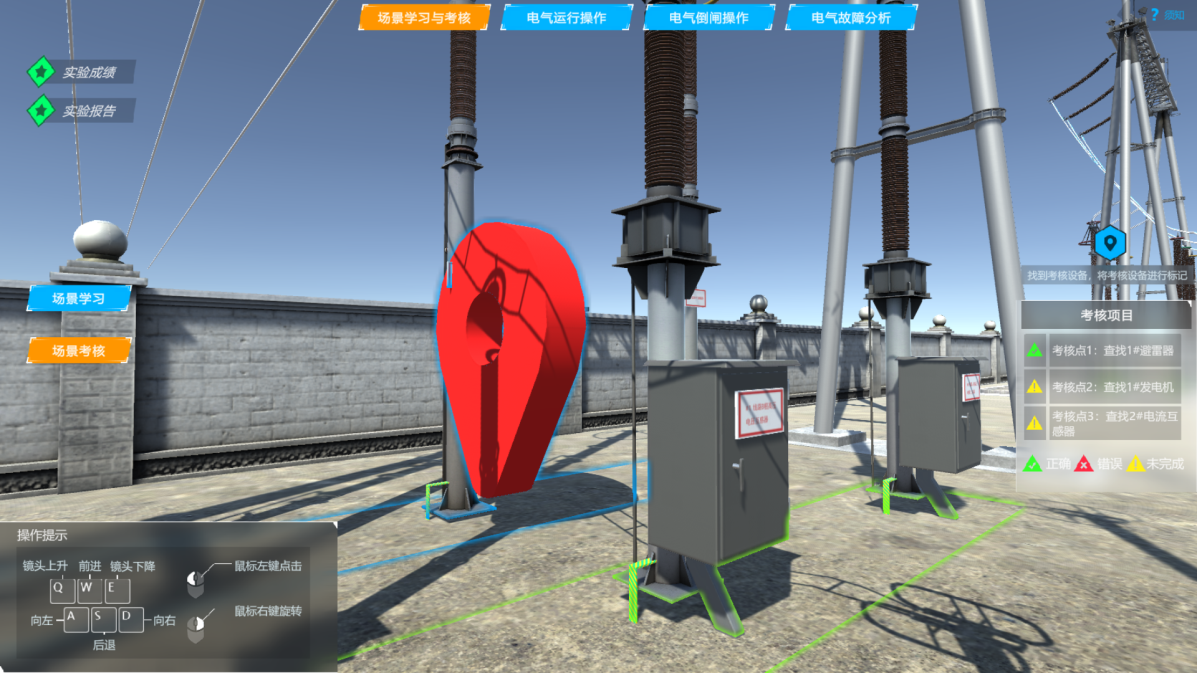 场景学习与考核
电气运行操作
电气倒闸操作
电气故障分析
?
实验成绩
实验报告
场景学习
场景考核
找到考核设备，将考核设备进行标记
考核项目
考核点1：查找1#避雷器
考核点2：查找1#发电机
考核点3：查找2#电流互
感器
正确
错误
未完成
操作提示
镜头上升 前进 镜头下降
Q W E
向左 A S D 向右
后退
鼠标左键点击
鼠标右键旋转